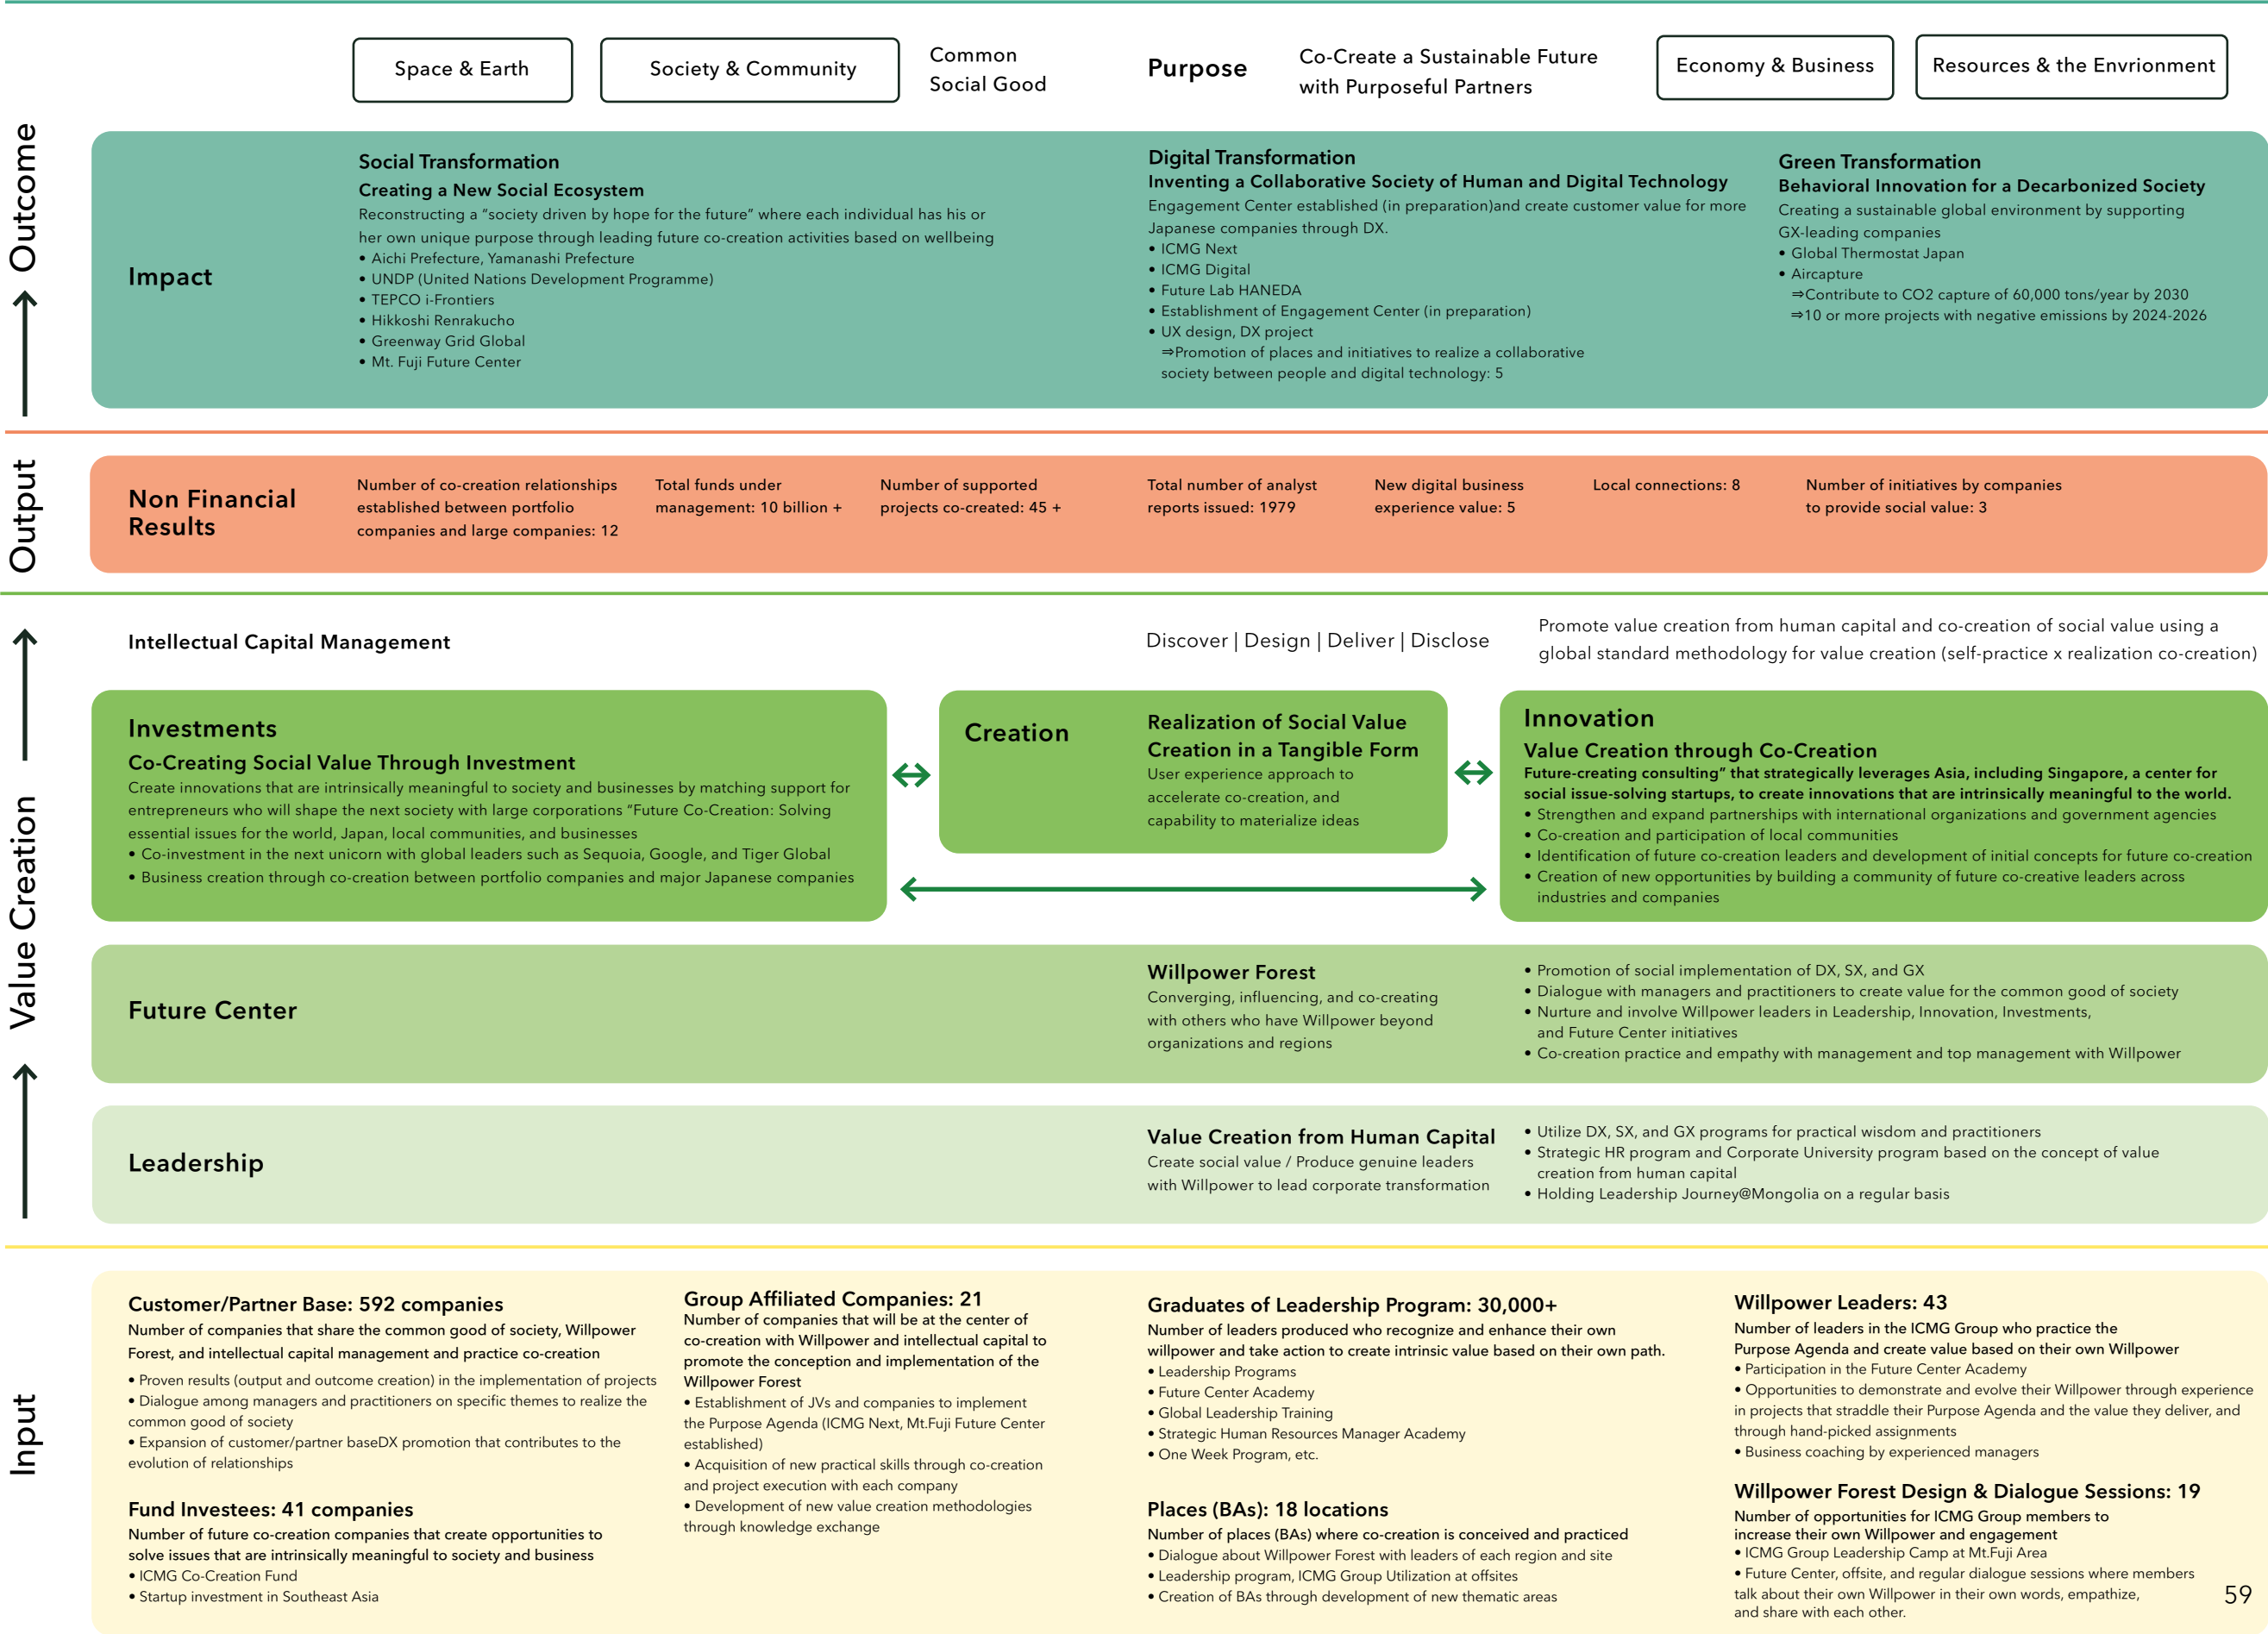 Space & Earth
Society & Community
Common
Social Good
Purpose
Co-Create a Sustainable Future
with Purposeful Partners
Economy & Business
Resources & the Envrionment
Outcome
Impact
Social Transformation
Creating a New Social Ecosystem
Reconstructing a “society driven by hope for the future” where each individual has his or
her own unique purpose through leading future co-creation activities based on wellbeing
• Aichi Prefecture, Yamanashi Prefecture
• UNDP (United Nations Development Programme)
• TEPCO i-Frontiers
• Hikkoshi Renrakucho
• Greenway Grid Global
• Mt. Fuji Future Center
Digital Transformation
Inventing a Collaborative Society of Human and Digital Technology
Engagement Center established (in preparation)and create customer value for more
Japanese companies through DX.
• ICMG Next
• ICMG Digital
• Future Lab HANEDA
• Establishment of Engagement Center (in preparation)
• UX design, DX project
⇒Promotion of places and initiatives to realize a collaborative
society between people and digital technology: 5
Green Transformation
Behavioral Innovation for a Decarbonized Society
Creating a sustainable global environment by supporting
GX-leading companies
• Global Thermostat Japan
• Aircapture
⇒Contribute to CO2 capture of 60,000 tons/year by 2030
⇒10 or more projects with negative emissions by 2024-2026
Output
Non Financial
Results
Number of co-creation relationships
established between portfolio
companies and large companies: 12
Total funds under
management: 10 billion +
Number of supported
projects co-created: 45 +
Total number of analyst
reports issued: 1979
New digital business
experience value: 5
Local connections: 8
Number of initiatives by companies
to provide social value: 3
Value Creation
Intellectual Capital Management
Discover | Design | Deliver | Disclose
Promote value creation from human capital and co-creation of social value using a
global standard methodology for value creation (self-practice x realization co-creation)
Investments
Co-Creating Social Value Through Investment
Create innovations that are intrinsically meaningful to society and businesses by matching support for
entrepreneurs who will shape the next society with large corporations “Future Co-Creation: Solving
essential issues for the world, Japan, local communities, and businesses
• Co-investment in the next unicorn with global leaders such as Sequoia, Google, and Tiger Global
• Business creation through co-creation between portfolio companies and major Japanese companies
Creation
Realization of Social Value
Creation in a Tangible Form
User experience approach to
accelerate co-creation, and
capability to materialize ideas
Innovation
Value Creation through Co-Creation
Future-creating consulting” that strategically leverages Asia, including Singapore, a center for
social issue-solving startups, to create innovations that are intrinsically meaningful to the world.
• Strengthen and expand partnerships with international organizations and government agencies
• Co-creation and participation of local communities
• Identification of future co-creation leaders and development of initial concepts for future co-creation
• Creation of new opportunities by building a community of future co-creative leaders across
industries and companies
Future Center
Willpower Forest
Converging, influencing, and co-creating
with others who have Willpower beyond
organizations and regions
• Promotion of social implementation of DX, SX, and GX
• Dialogue with managers and practitioners to create value for the common good of society
• Nurture and involve Willpower leaders in Leadership, Innovation, Investments,
and Future Center initiatives
• Co-creation practice and empathy with management and top management with Willpower
Leadership
Value Creation from Human Capital
Create social value / Produce genuine leaders
with Willpower to lead corporate transformation
• Utilize DX, SX, and GX programs for practical wisdom and practitioners
• Strategic HR program and Corporate University program based on the concept of value
creation from human capital
• Holding Leadership Journey@Mongolia on a regular basis
Input
Customer/Partner Base: 592 companies
Number of companies that share the common good of society, Willpower
Forest, and intellectual capital management and practice co-creation
• Proven results (output and outcome creation) in the implementation of projects
• Dialogue among managers and practitioners on specific themes to realize the
common good of society
• Expansion of customer/partner baseDX promotion that contributes to the
evolution of relationships
Fund Investees: 41 companies
Number of future co-creation companies that create opportunities to
solve issues that are intrinsically meaningful to society and business
• ICMG Co-Creation Fund
• Startup investment in Southeast Asia
Group Affiliated Companies: 21
Number of companies that will be at the center of
co-creation with Willpower and intellectual capital to
promote the conception and implementation of the
Willpower Forest
• Establishment of JVs and companies to implement
the Purpose Agenda (ICMG Next, Mt.Fuji Future Center
established)
• Acquisition of new practical skills through co-creation
and project execution with each company
• Development of new value creation methodologies
through knowledge exchange
Graduates of Leadership Program: 30,000+
Number of leaders produced who recognize and enhance their own
willpower and take action to create intrinsic value based on their own path.
• Leadership Programs
• Future Center Academy
• Global Leadership Training
• Strategic Human Resources Manager Academy
• One Week Program, etc.
Places (BAs): 18 locations
Number of places (BAs) where co-creation is conceived and practiced
• Dialogue about Willpower Forest with leaders of each region and site
• Leadership program, ICMG Group Utilization at offsites
• Creation of BAs through development of new thematic areas
Willpower Leaders: 43
Number of leaders in the ICMG Group who practice the
Purpose Agenda and create value based on their own Willpower
• Participation in the Future Center Academy
• Opportunities to demonstrate and evolve their Willpower through experience
in projects that straddle their Purpose Agenda and the value they deliver, and
through hand-picked assignments
• Business coaching by experienced managers
Willpower Forest Design & Dialogue Sessions: 19
Number of opportunities for ICMG Group members to
increase their own Willpower and engagement
• ICMG Group Leadership Camp at Mt.Fuji Area
• Future Center, offsite, and regular dialogue sessions where members
talk about their own Willpower in their own words, empathize,
and share with each other.
59